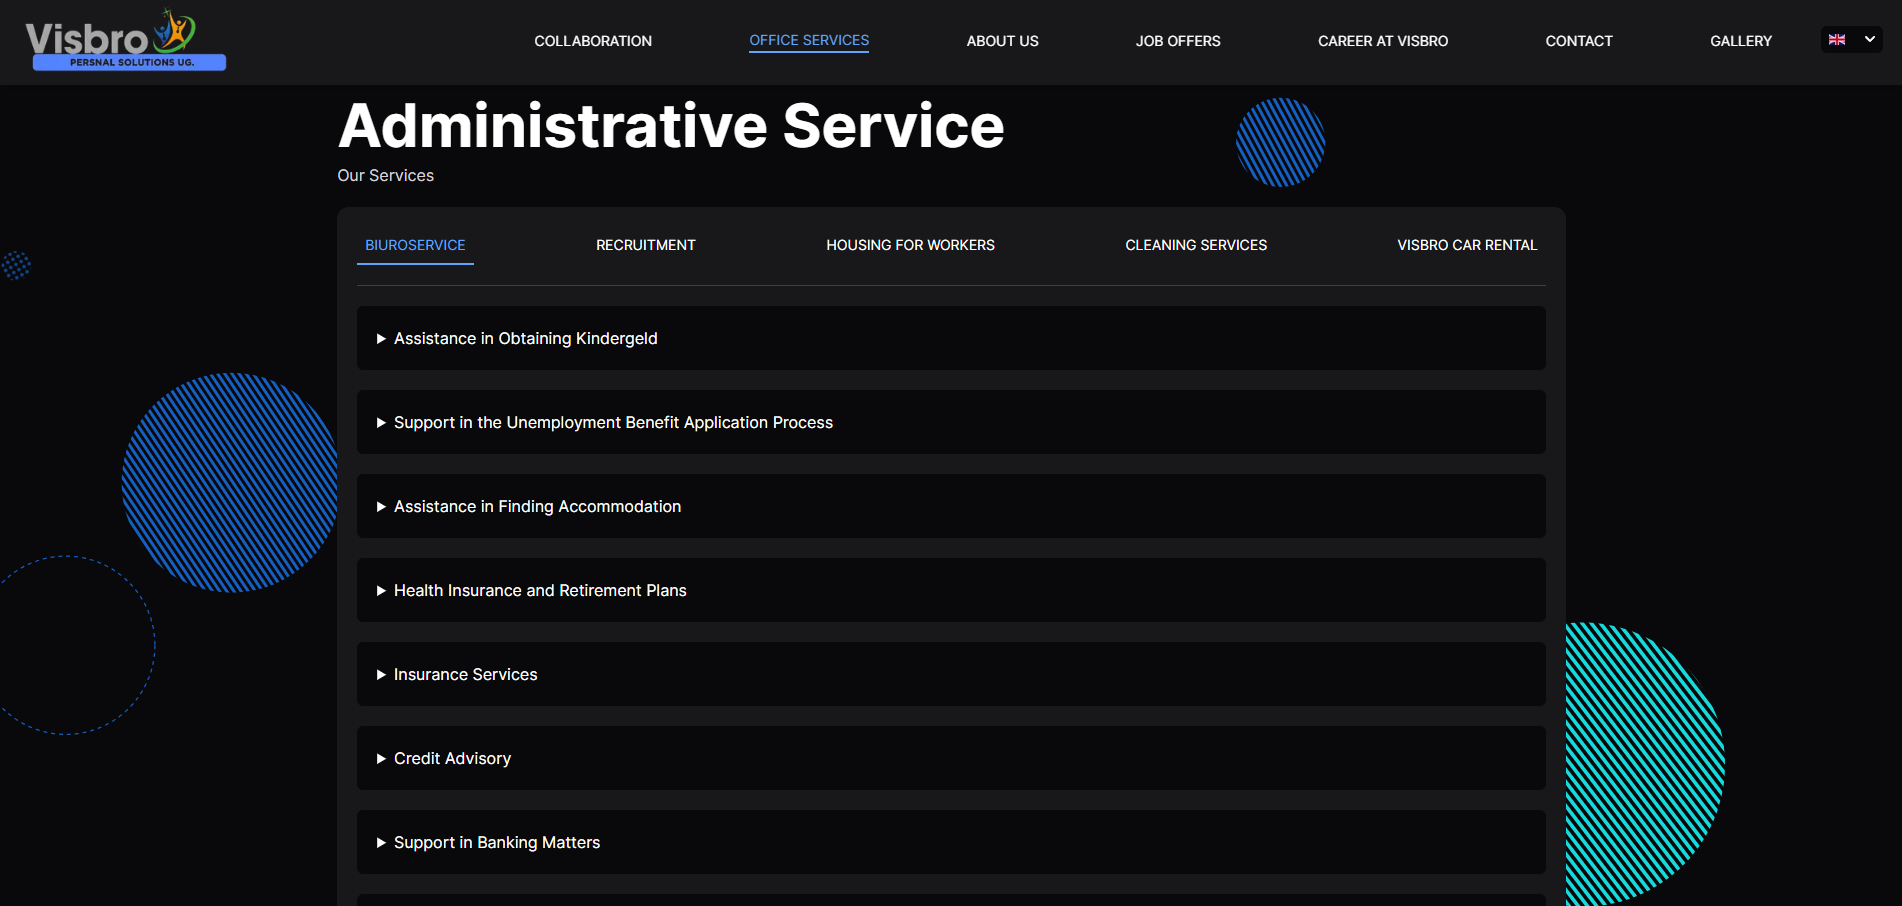 Visbro
PERSNAL SOLUTIONS UG.
COLLABORATION
OFFICE SERVICES
ABOUT US
JOB OFFERS
CAREER AT VISBRO
CONTACT
GALLERY
Administrative Service
Our Services
BIUROSERVICE
RECRUITMENT
HOUSING FOR WORKERS
CLEANING SERVICES
VISBRO CAR RENTAL
Assistance in Obtaining Kindergeld
Support in the Unemployment Benefit Application Process
Assistance in Finding Accommodation
Health Insurance and Retirement Plans
Insurance Services
Credit Advisory
Support in Banking Matters